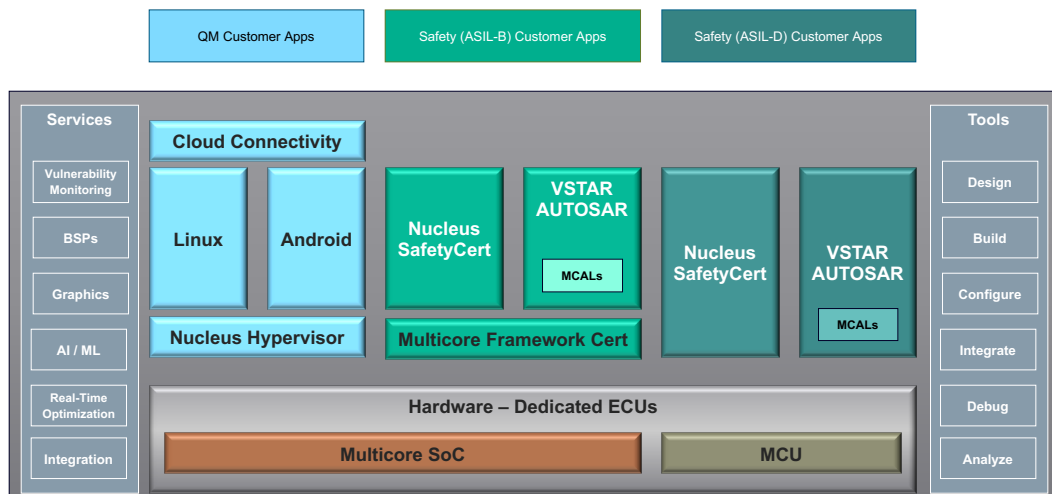 QM Customer Apps
Safety (ASIL-B) Customer Apps
Safety (ASIL-D) Customer Apps
Services
Vulnerability
Monitoring
BSPs
Graphics
AI / ML
Real-Time
Optimization
Integration
Cloud Connectivity
Linux
Android
Nucleus Hypervisor
Nucleus
SafetyCert
VSTAR
AUTOSAR
MCALs
Multicore Framework Cert
Nucleus
SafetyCert
VSTAR
AUTOSAR
MCALs
Hardware – Dedicated ECUs
Multicore SoC
MCU
Tools
Design
Build
Configure
Integrate
Debug
Analyze